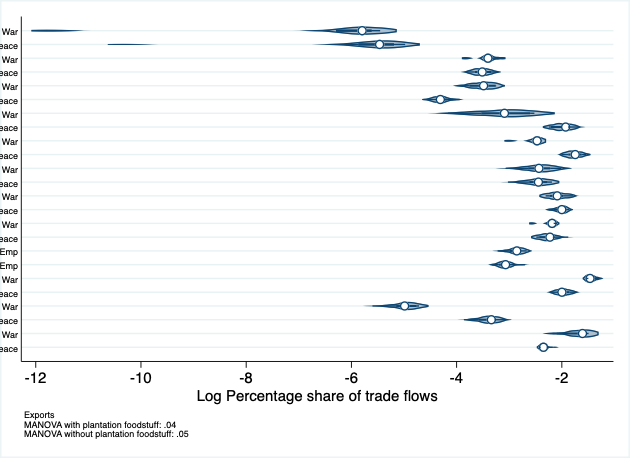 War
eace
War
eace
War
eace
War
eace
War
eace
War
eace
War
eace
War
eace
Emp
Emp
War
eace
War
eace
War
eace
-12 -10 -8 -6 -4 -2
Log Percentage share of trade flows
Exports
MANOVA with plantation foodstuff: .04
MANOVA without plantation foodstuff: .05